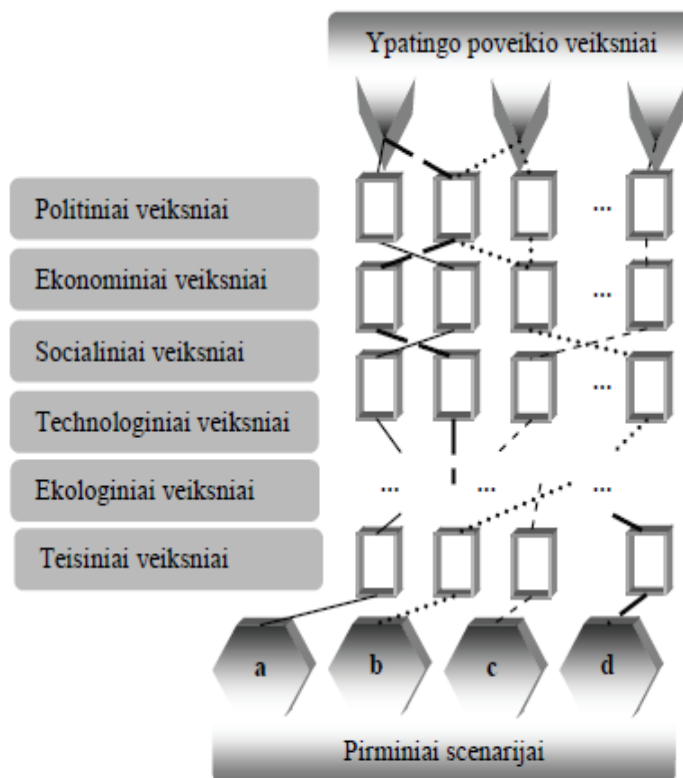 Ypatingo poveikio veiksniai
Politiniai veiksniai
...
Ekonominiai veiksniai
...
Socialiniai veiksniai
...
Technologiniai veiksniai
Ekologiniai veiksniai
... ... ...
Teisiniai veiksniai
a b c d
Pirminiai scenarijai